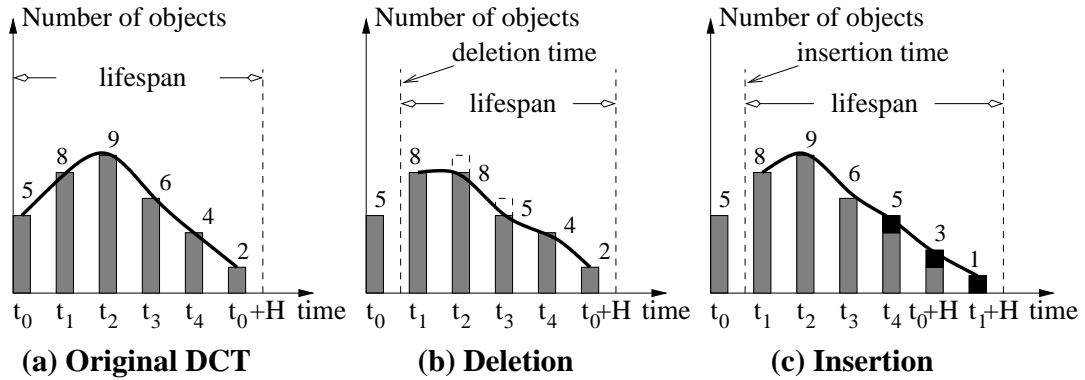 Number of objects
lifespan
5
8
9
6
4
2
t0 t1 t2 t3 t4 t0+H time
(a) Original DCT
Number of objects
deletion time
lifespan
5
8
8
5
4
2
t0 t1 t2 t3 t4 t0+H time
(b) Deletion
Number of objects
insertion time
lifespan
5
8
9
6
5
3
1
t0 t1 t2 t3 t4 t0+H t1+H time
(c) Insertion